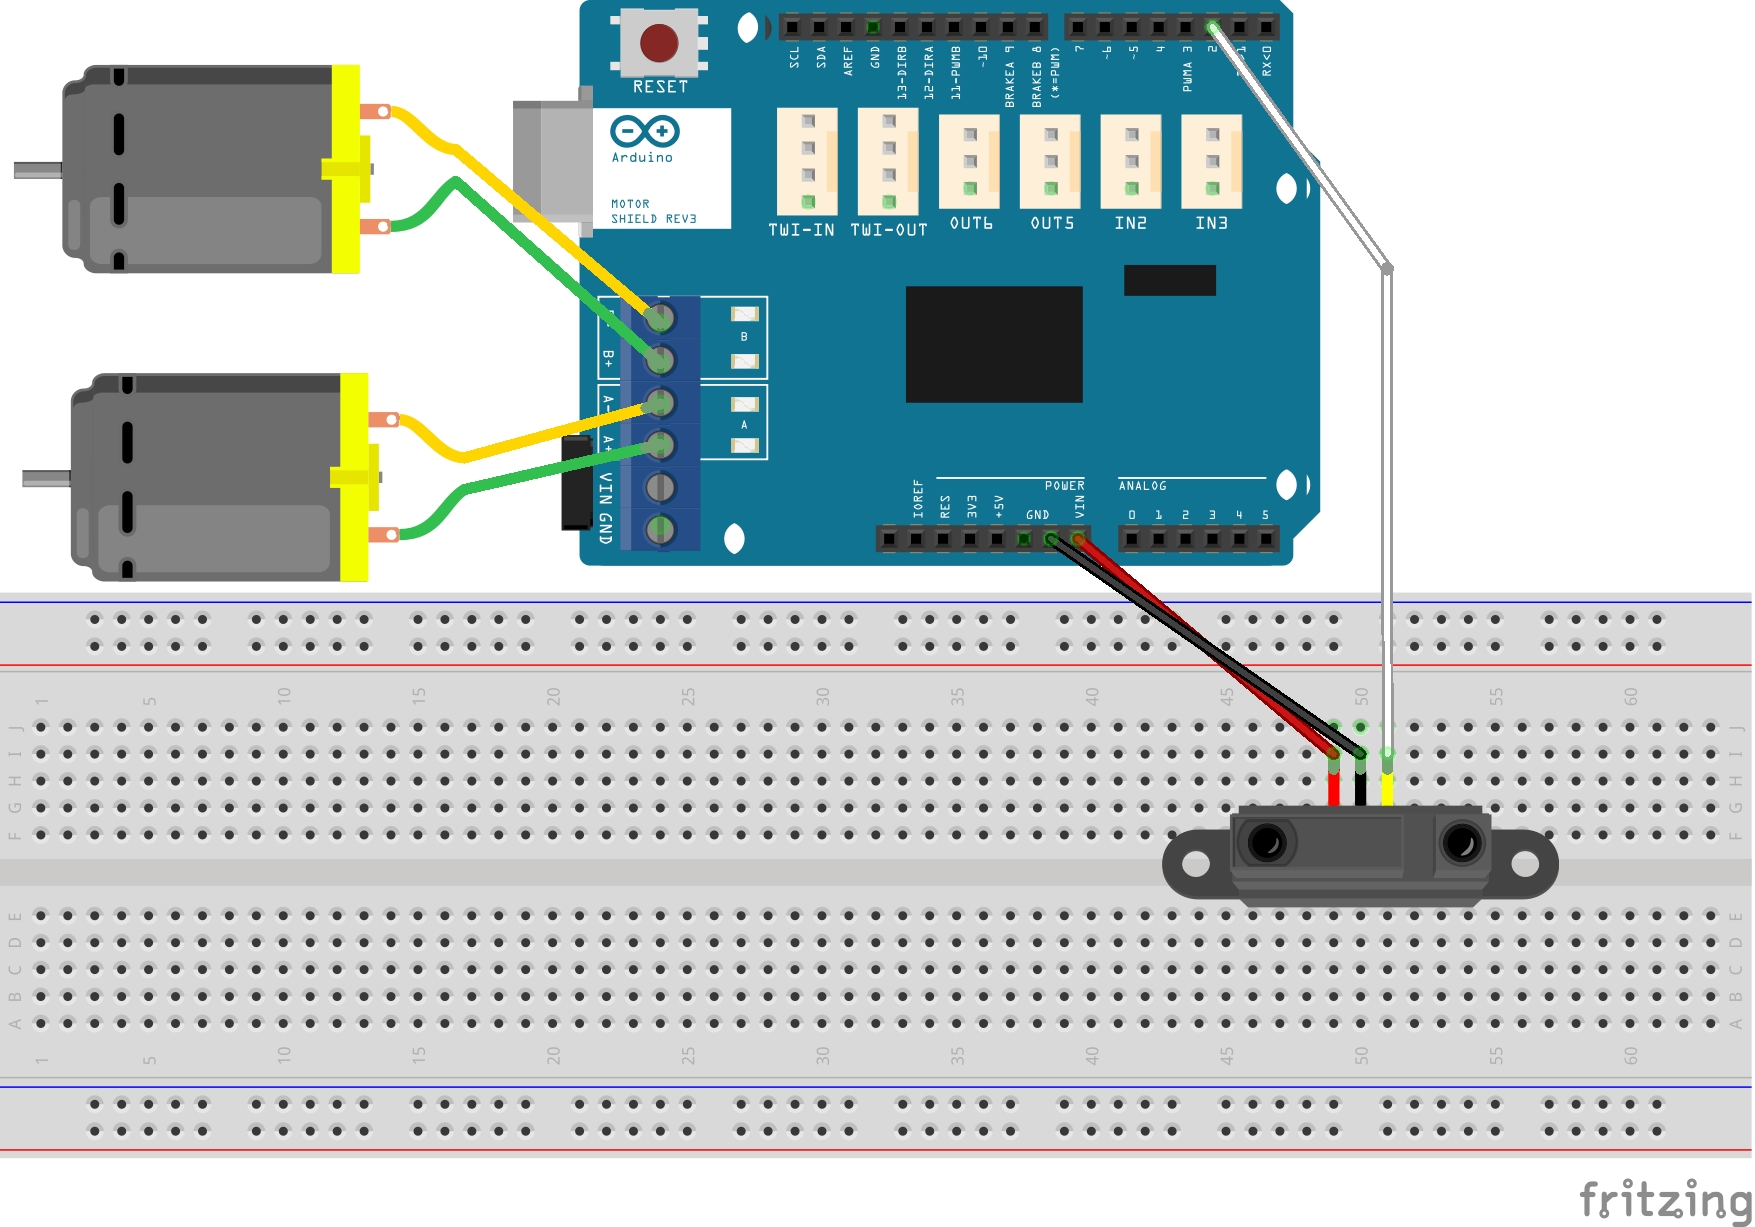 SCL SDA AREF GND 13-DIRB 12-DIRA 11-PWMB ~10 BRAKEA 9 BRAKEB 8 (*=PWM) 7 ~6 ~5 4 PWMA 3 2 RX<0
RESET
Arduino
MOTOR
SHIELD REV3
TWI-IN TWI-OUT OUT6 OUT5 IN2 IN3
B
B+
A-
A
A+
VIN GND
POWER ANALOG
IOREF RES 3V3 +5V GND VIN 0 1 2 3 4 5
1 5 10 15 20 25 30 35 40 45 50 55 60
J J
I I
H H
G G
F F
E E
D D
C C
B B
A A
1 5 10 15 20 25 30 35 40 45 50 55 60
fritzing